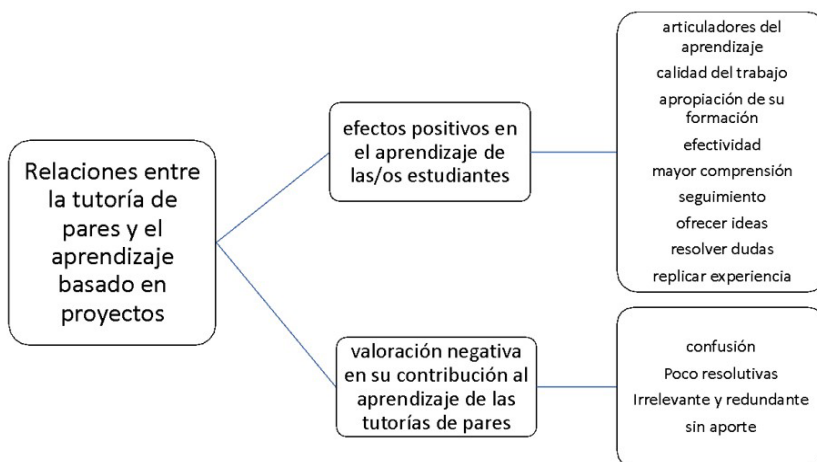 Relaciones entre
la tutoría de
pares y el
aprendizaje
basado en
proyectos
efectos positivos en
el aprendizaje de
las/os estudiantes
articuladores del
aprendizaje
calidad del trabajo
apropiación de su
formación
efectividad
mayor comprensión
seguimiento
ofrecer ideas
resolver dudas
replicar experiencia
valoración negativa
en su contribución al
aprendizaje de las
tutorías de pares
confusión
Poco resolutivas
Irrelevante y redundante
sin aporte